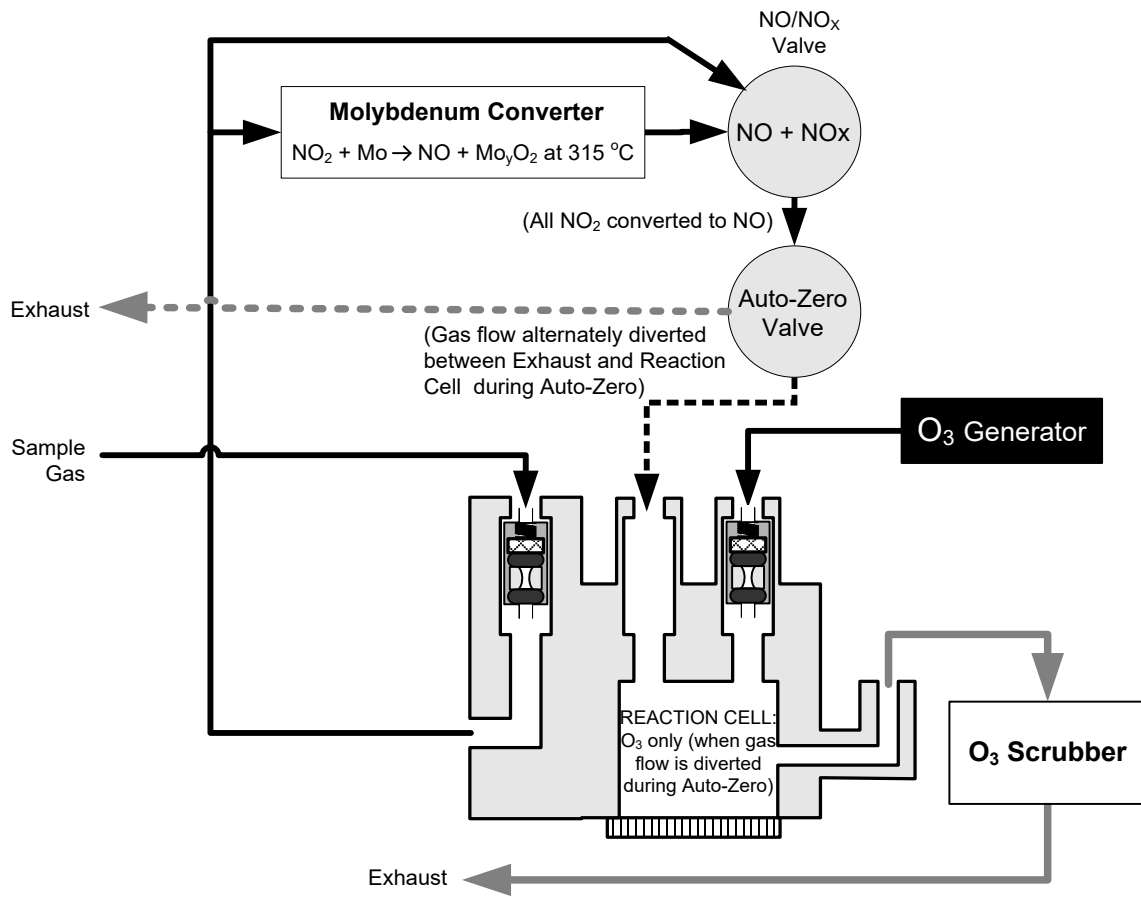 NO/NOX
Valve
Molybdenum Converter
NO2 + Mo → NO + MoyO2 at 315 oC
NO + NOx
(All NO2 converted to NO)
Exhaust
Auto-Zero
Valve
(Gas flow alternately diverted
between Exhaust and Reaction
Cell during Auto-Zero)
O3 Generator
Sample
Gas
REACTION CELL:
O3 only (when gas
flow is diverted
during Auto-Zero)
O3 Scrubber
Exhaust